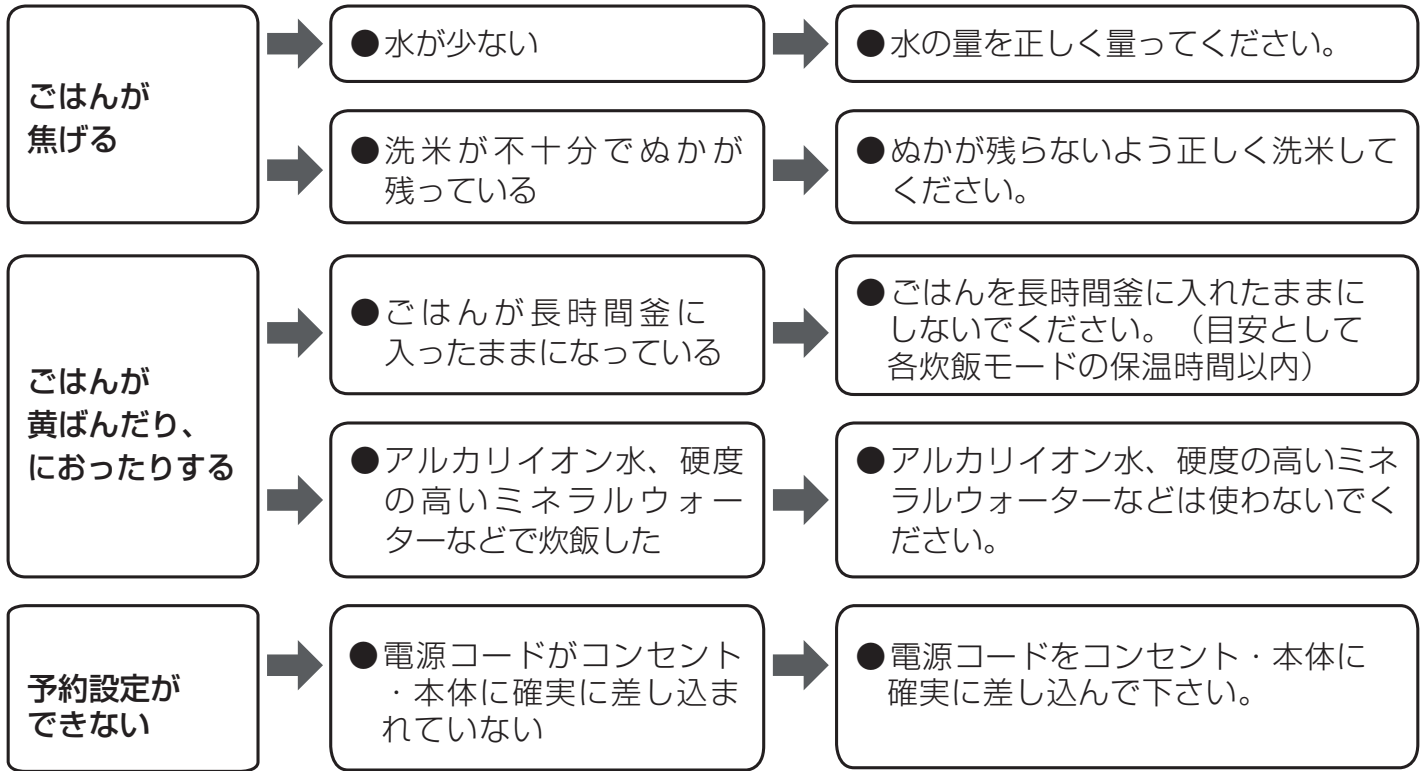 ごはんが
焦げる
●水が少ない
●水の量を正しく量ってください。
●洗米が不十分でぬかが
残っている
●ぬかが残らないよう正しく洗米して
ください。
ごはんが
黄ばんだり、
におったりする
●ごはんが長時間釜に
入ったままになっている
●ごはんを長時間釜に入れたままに
しないでください。（目安として
各炊飯モードの保温時間以内）
●アルカリイオン水、硬度
の高いミネラルウォー
ターなどで炊飯した
●アルカリイオン水、硬度の高いミネ
ラルウォーターなどは使わないでく
ださい。
予約設定が
できない
●電源コードがコンセント
・本体に確実に差し込ま
れていない
●電源コードをコンセント・本体に
確実に差し込んで下さい。